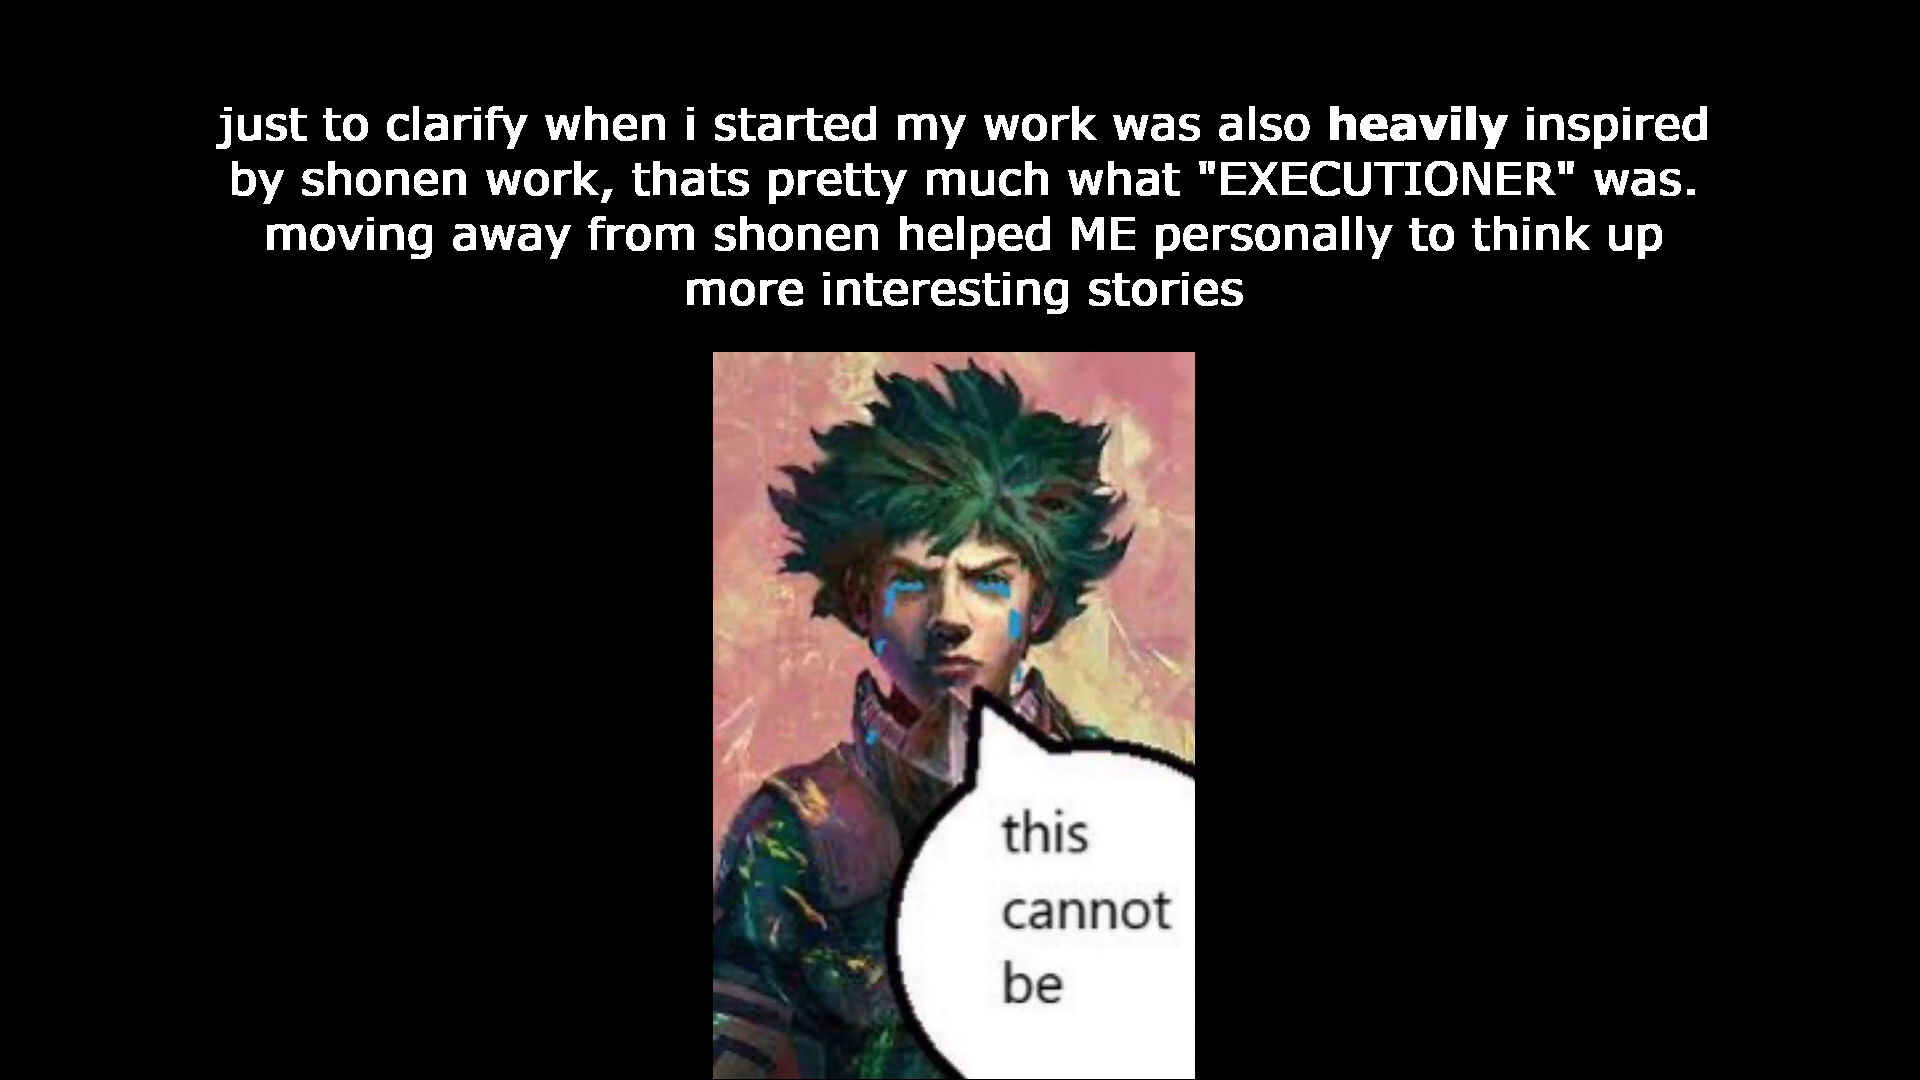 just to clarify when i started my work was also heavily inspired
by shonen work, thats pretty much what "EXECUTIONER" was.
moving away from shonen helped ME personally to think up
more interesting stories
this
cannot
be